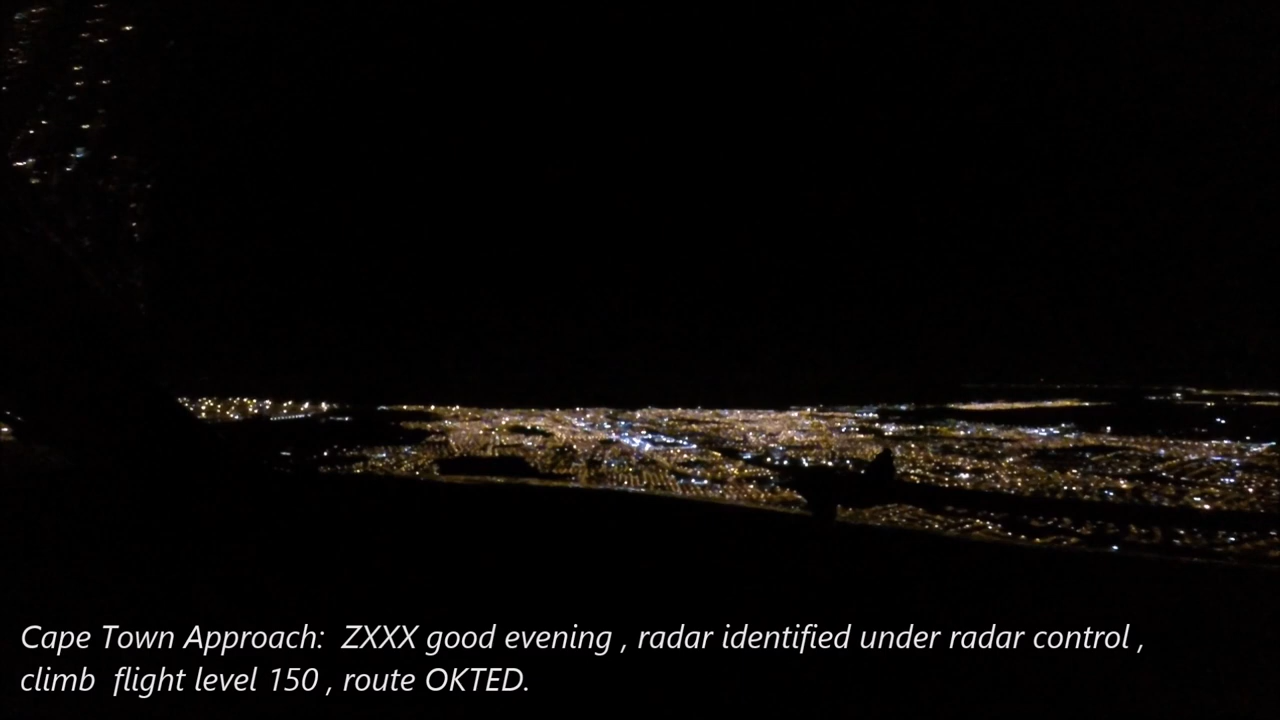 Cape Town Approach:  ZXXX good evening , radar identified under radar control ,
climb  flight level 150 , route OKTED.